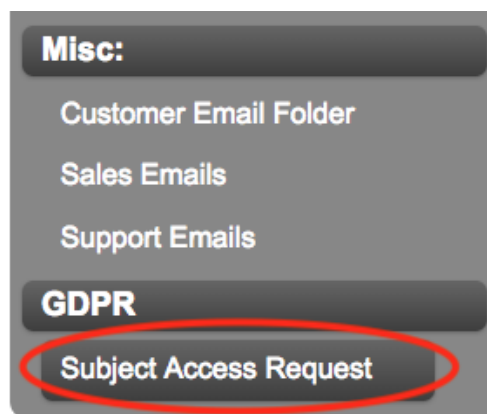 Misc:
Customer Email Folder
Sales Emails
Support Emails
GDPR
Subject Access Request